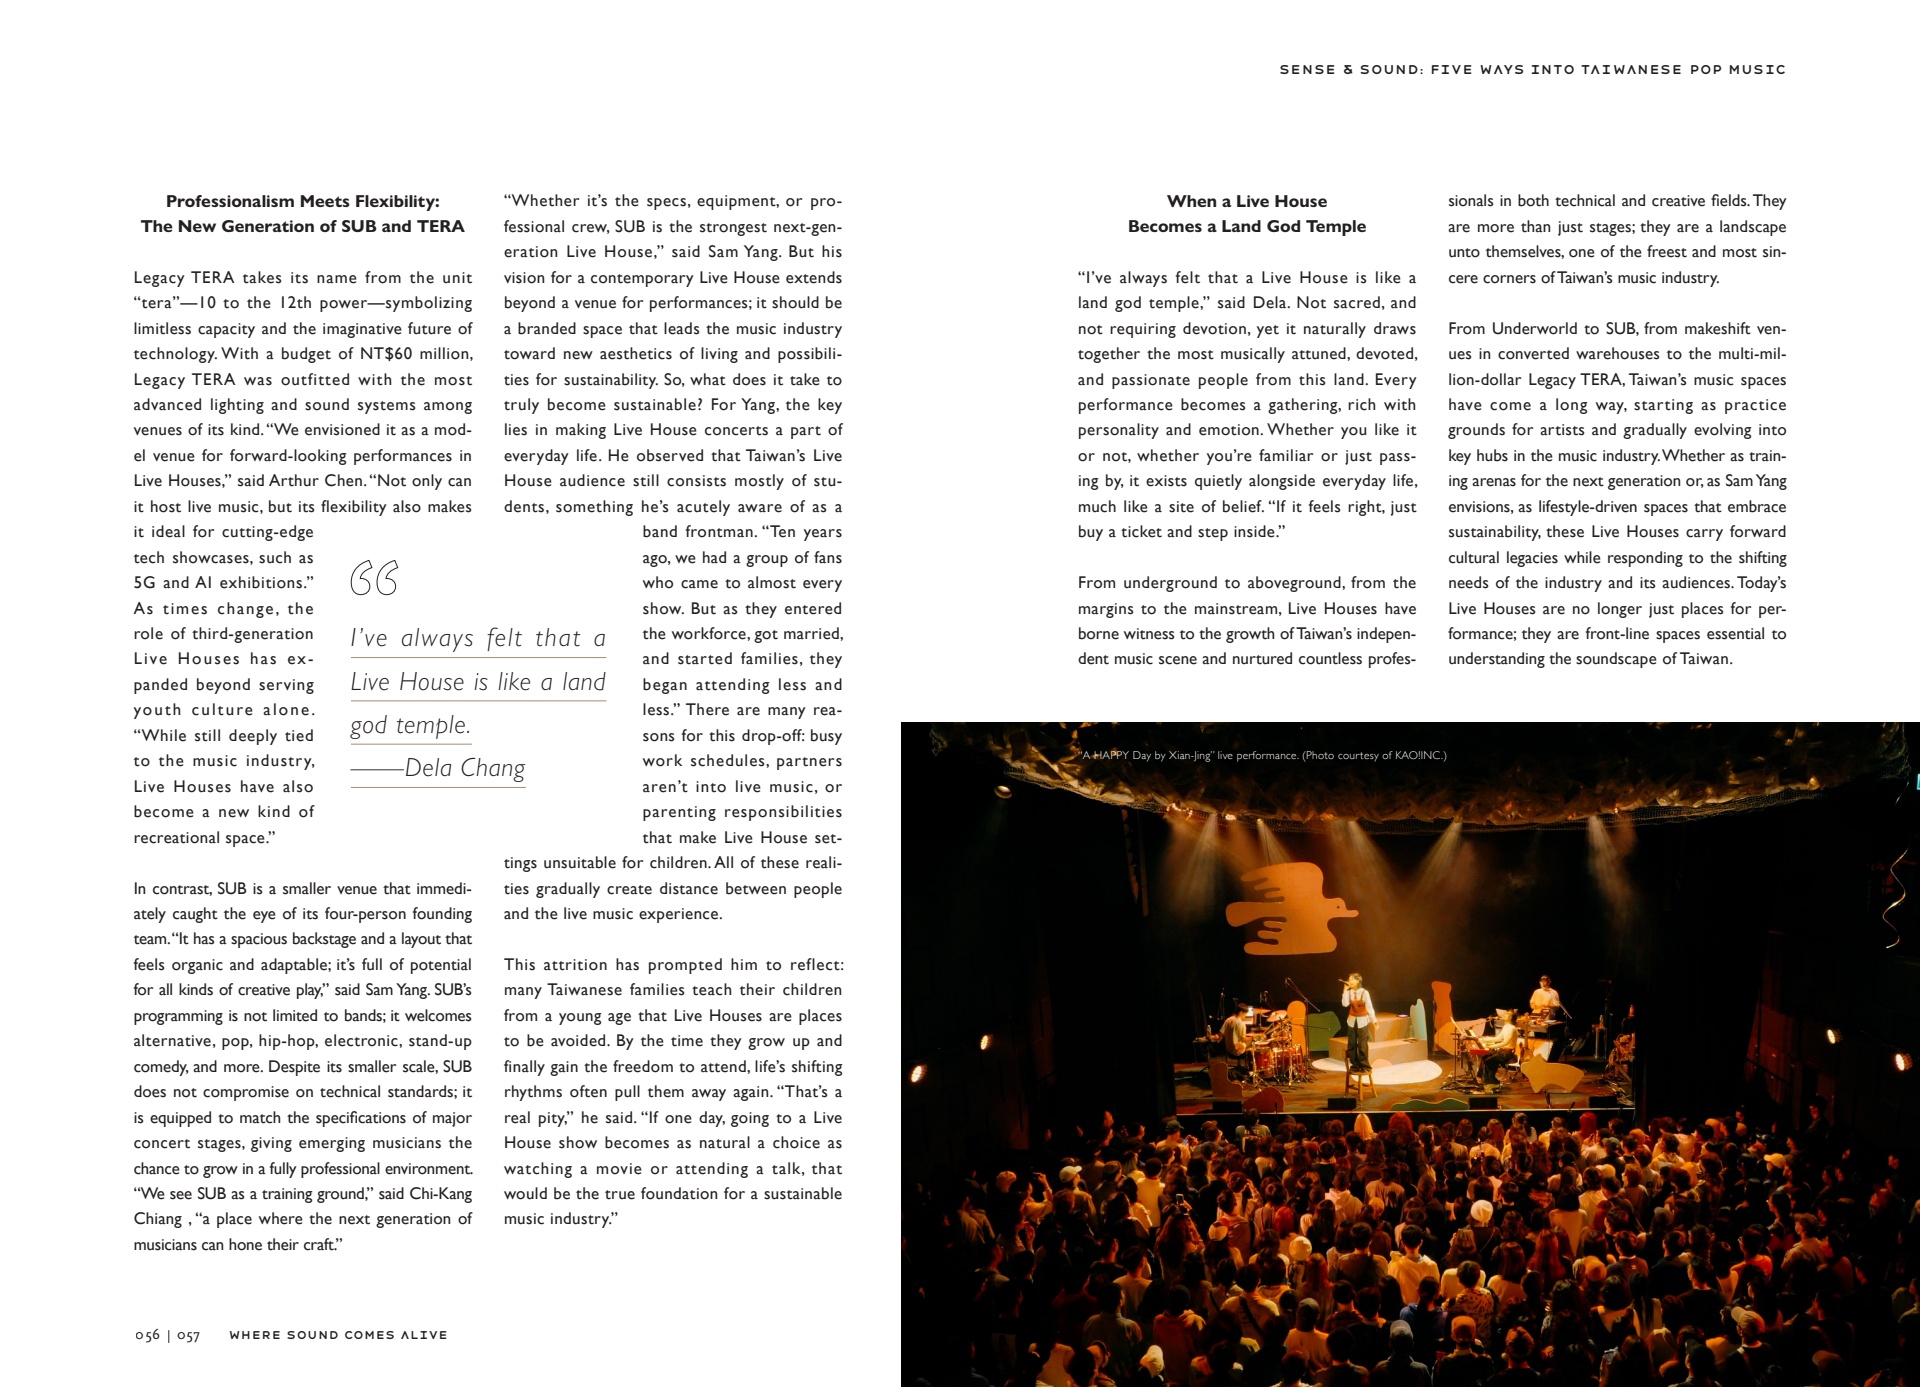 SENSE & SOUND: FIVE WAYS INTO TAIWANESE POP MUSIC
Professionalism Meets Flexibility:
The New Generation of SUB and TERA
Legacy TERA takes its name from the unit
“tera”—10 to the 12th power—symbolizing
limitless capacity and the imaginative future of
technology. With a budget of NT$60 million,
Legacy TERA was outfitted with the most
advanced lighting and sound systems among
venues of its kind. “We envisioned it as a mod-
el venue for forward-looking performances in
Live Houses,” said Arthur Chen. “Not only can
it host live music, but its flexibility also makes
it ideal for cutting-edge
tech showcases, such as
5G and AI exhibitions.”
As times change, the
role of third-generation
Live Houses has ex-
panded beyond serving
youth culture alone.
“While still deeply tied
to the music industry,
Live Houses have also
become a new kind of
recreational space.”
In contrast, SUB is a smaller venue that immedi-
ately caught the eye of its four-person founding
team. “It has a spacious backstage and a layout that
feels organic and adaptable; it’s full of potential
for all kinds of creative play,” said Sam Yang. SUB’s
programming is not limited to bands; it welcomes
alternative, pop, hip-hop, electronic, stand-up
comedy, and more. Despite its smaller scale, SUB
does not compromise on technical standards; it
is equipped to match the specifications of major
concert stages, giving emerging musicians the
chance to grow in a fully professional environment.
“We see SUB as a training ground,” said Chi-Kang
Chiang , “a place where the next generation of
musicians can hone their craft.”
“
I’ve always felt that a
Live House is like a land
god temple.
——Dela Chang
“Whether it’s the specs, equipment, or pro-
fessional crew, SUB is the strongest next-gen-
eration Live House,” said Sam Yang. But his
vision for a contemporary Live House extends
beyond a venue for performances; it should be
a branded space that leads the music industry
toward new aesthetics of living and possibili-
ties for sustainability. So, what does it take to
truly become sustainable? For Yang, the key
lies in making Live House concerts a part of
everyday life. He observed that Taiwan’s Live
House audience still consists mostly of stu-
dents, something he’s acutely aware of as a
band frontman. “Ten years
ago, we had a group of fans
who came to almost every
show. But as they entered
the workforce, got married,
and started families, they
began attending less and
less.” There are many rea-
sons for this drop-off: busy
work schedules, partners
aren’t into live music, or
parenting responsibilities
that make Live House set-
tings unsuitable for children. All of these reali-
ties gradually create distance between people
and the live music experience.
This attrition has prompted him to reflect:
many Taiwanese families teach their children
from a young age that Live Houses are places
to be avoided. By the time they grow up and
finally gain the freedom to attend, life’s shifting
rhythms often pull them away again. “That’s a
real pity,” he said. “If one day, going to a Live
House show becomes as natural a choice as
watching a movie or attending a talk, that
would be the true foundation for a sustainable
music industry.”
When a Live House
Becomes a Land God Temple
“I’ve always felt that a Live House is like a
land god temple,” said Dela. Not sacred, and
not requiring devotion, yet it naturally draws
together the most musically attuned, devoted,
and passionate people from this land. Every
performance becomes a gathering, rich with
personality and emotion. Whether you like it
or not, whether you’re familiar or just pass-
ing by, it exists quietly alongside everyday life,
much like a site of belief. “If it feels right, just
buy a ticket and step inside.”
From underground to aboveground, from the
margins to the mainstream, Live Houses have
borne witness to the growth of Taiwan’s indepen-
dent music scene and nurtured countless profes-
sionals in both technical and creative fields. They
are more than just stages; they are a landscape
unto themselves, one of the freest and most sin-
cere corners of Taiwan’s music industry.
From Underworld to SUB, from makeshift ven-
ues in converted warehouses to the multi-mil-
lion-dollar Legacy TERA, Taiwan’s music spaces
have come a long way, starting as practice
grounds for artists and gradually evolving into
key hubs in the music industry. Whether as train-
ing arenas for the next generation or, as Sam Yang
envisions, as lifestyle-driven spaces that embrace
sustainability, these Live Houses carry forward
cultural legacies while responding to the shifting
needs of the industry and its audiences. Today’s
Live Houses are no longer just places for per-
formance; they are front-line spaces essential to
understanding the soundscape of Taiwan.
“A HAPPY Day by Xian-Jing” live performance. (Photo courtesy of KAO!INC.)
056 | 057 WHERE SOUND COMES ALIVE